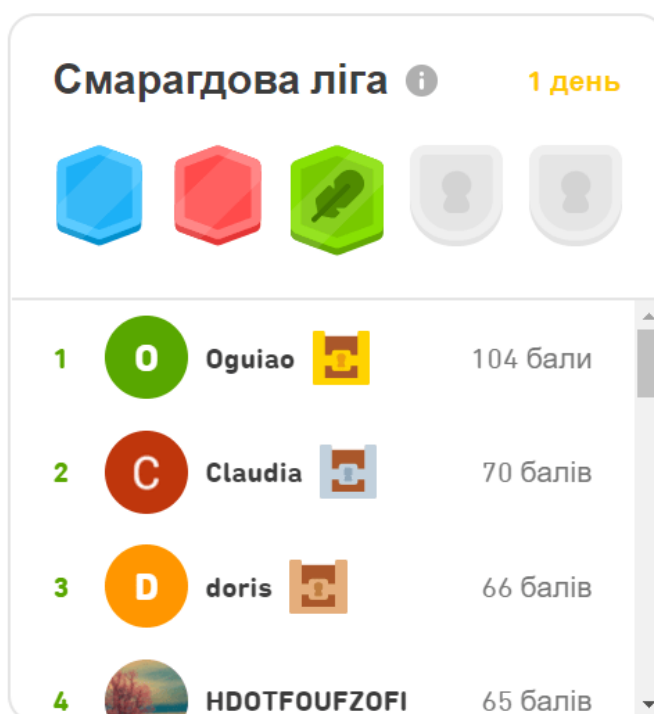 Смарагдова ліга i 1 день
1 O Oguiao 104 бали
2 C Claudia 70 балів
3 D doris 66 балів
4 HDOTFOUFZOFI 65 балів